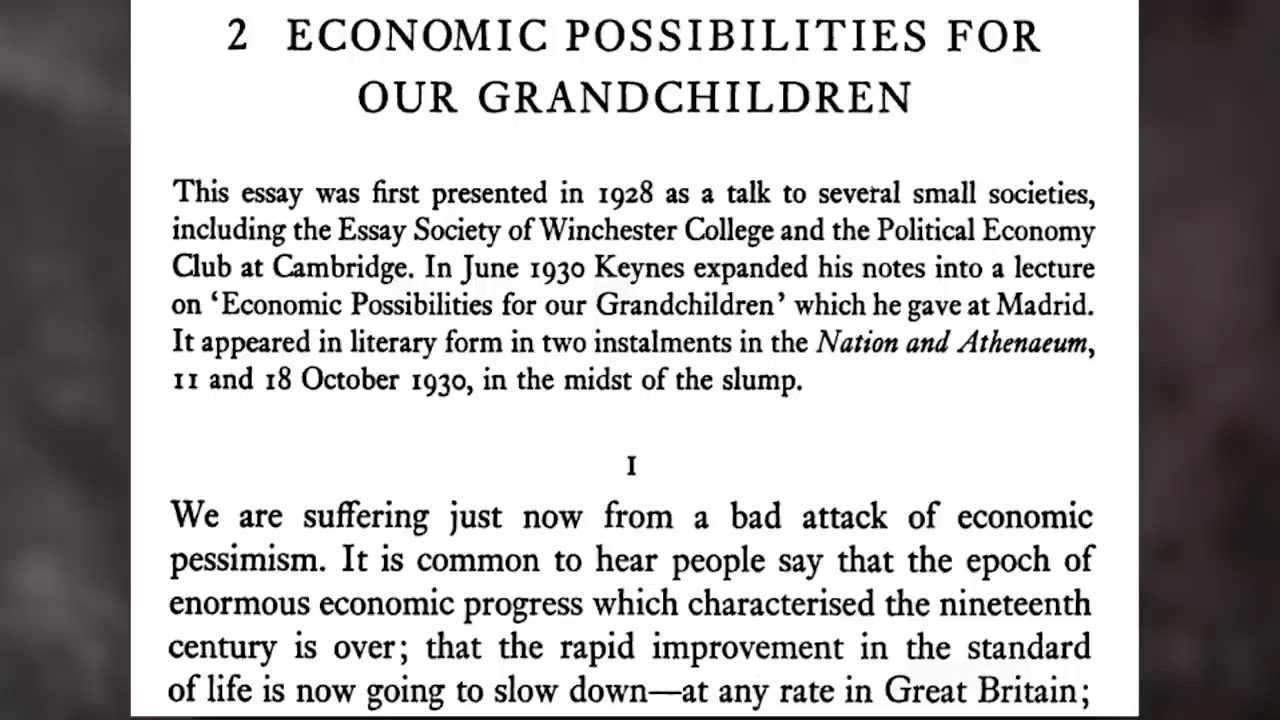 2 ECONOMIC POSSIBILITIES FOR
OUR GRANDCHILDREN
This essay was first presented in 1928 as a talk to several small societies,
including the Essay Society of Winchester College and the Political Economy
Club at Cambridge. In June 1930 Keynes expanded his notes into a lecture
on ‘Economic Possibilities for our Grandchildren’ which he gave at Madrid.
It appeared in literary form in two instalments in the Nation and Athenaeum,
11 and 18 October 1930, in the midst of the slump.
I
We are suffering just now from a bad attack of economic
pessimism. It is common to hear people say that the epoch of
enormous economic progress which characterised the nineteenth
century is over; that the rapid improvement in the standard
of life is now going to slow down—at any rate in Great Britain;